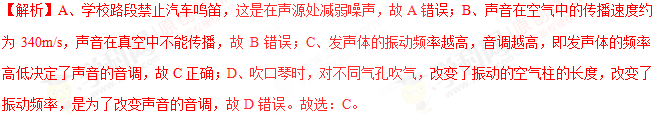 【解析】A、学校路段禁止汽车鸣笛，这是在声源处减弱噪声，故 A 错误；B、声音在空气中的传播速度约
为 340m/s，声音在真空中不能传播，故 B 错误；C、发声体的振动频率越高，音调越高，即发声体的频率
高低决定了声音的音调，故 C 正确；D、吹口琴时，对不同气孔吹气，改变了振动的空气柱的长度，改变了
振动频率，是为了改变声音的音调，故 D 错误。故选：C。